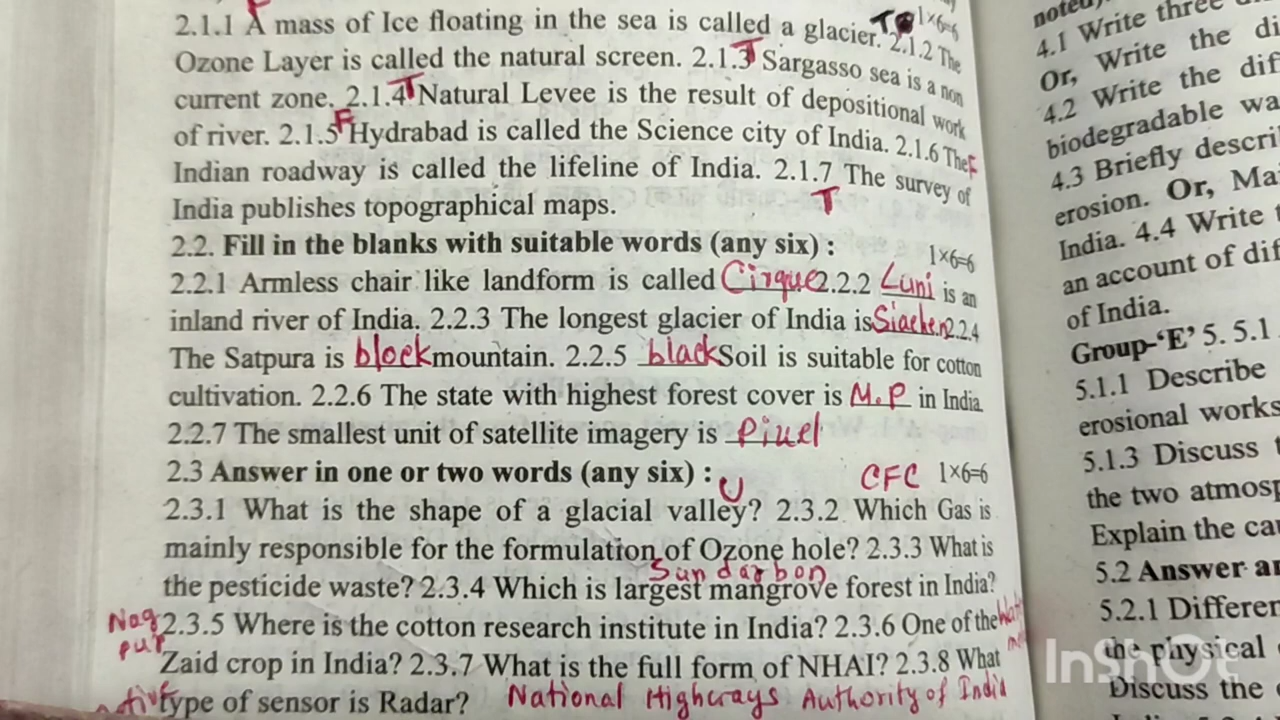 2.1.1 A mass of Ice floating in the sea is called a glacier. 2.1.2 The
1×6=6
F
T
Ozone Layer is called the natural screen. 2.1.3 Sargasso sea is a non
T
current zone. 2.1.4 Natural Levee is the result of depositional work
T
of river. 2.1.5 Hydrabad is called the Science city of India. 2.1.6 The
F
F
Indian roadway is called the lifeline of India. 2.1.7 The survey of
India publishes topographical maps.
T
2.2. Fill in the blanks with suitable words (any six) :
1×6=6
2.2.1 Armless chair like landform is called Cirque 2.2.2 Luni is an
inland river of India. 2.2.3 The longest glacier of India is Siachen 2.2.4
The Satpura is block mountain. 2.2.5 black Soil is suitable for cotton
cultivation. 2.2.6 The state with highest forest cover is M.P in India
2.2.7 The smallest unit of satellite imagery is Pixel
2.3 Answer in one or two words (any six) :
CFC 1×6=6
U
2.3.1 What is the shape of a glacial valley? 2.3.2 Which Gas is
mainly responsible for the formulation of Ozone hole? 2.3.3 What is
Sundarbon
the pesticide waste? 2.3.4 Which is largest mangrove forest in India?
Nagpur
2.3.5 Where is the cotton research institute in India? 2.3.6 One of the
Zaid crop in India? 2.3.7 What is the full form of NHAI? 2.3.8 What
type of sensor is Radar? National Highways Authority of India
noted
4.1 Write three
Or, Write the di
4.2 Write the dif
biodegradable wa
4.3 Briefly descri
erosion. Or, Ma
India. 4.4 Write
an account of dif
of India.
Group-‘E’ 5. 5.1
5.1.1 Describe
erosional works
5.1.3 Discuss
the two atmosp
Explain the ca
5.2 Answer a
5.2.1 Differen
the physical
Discuss the
InShOt